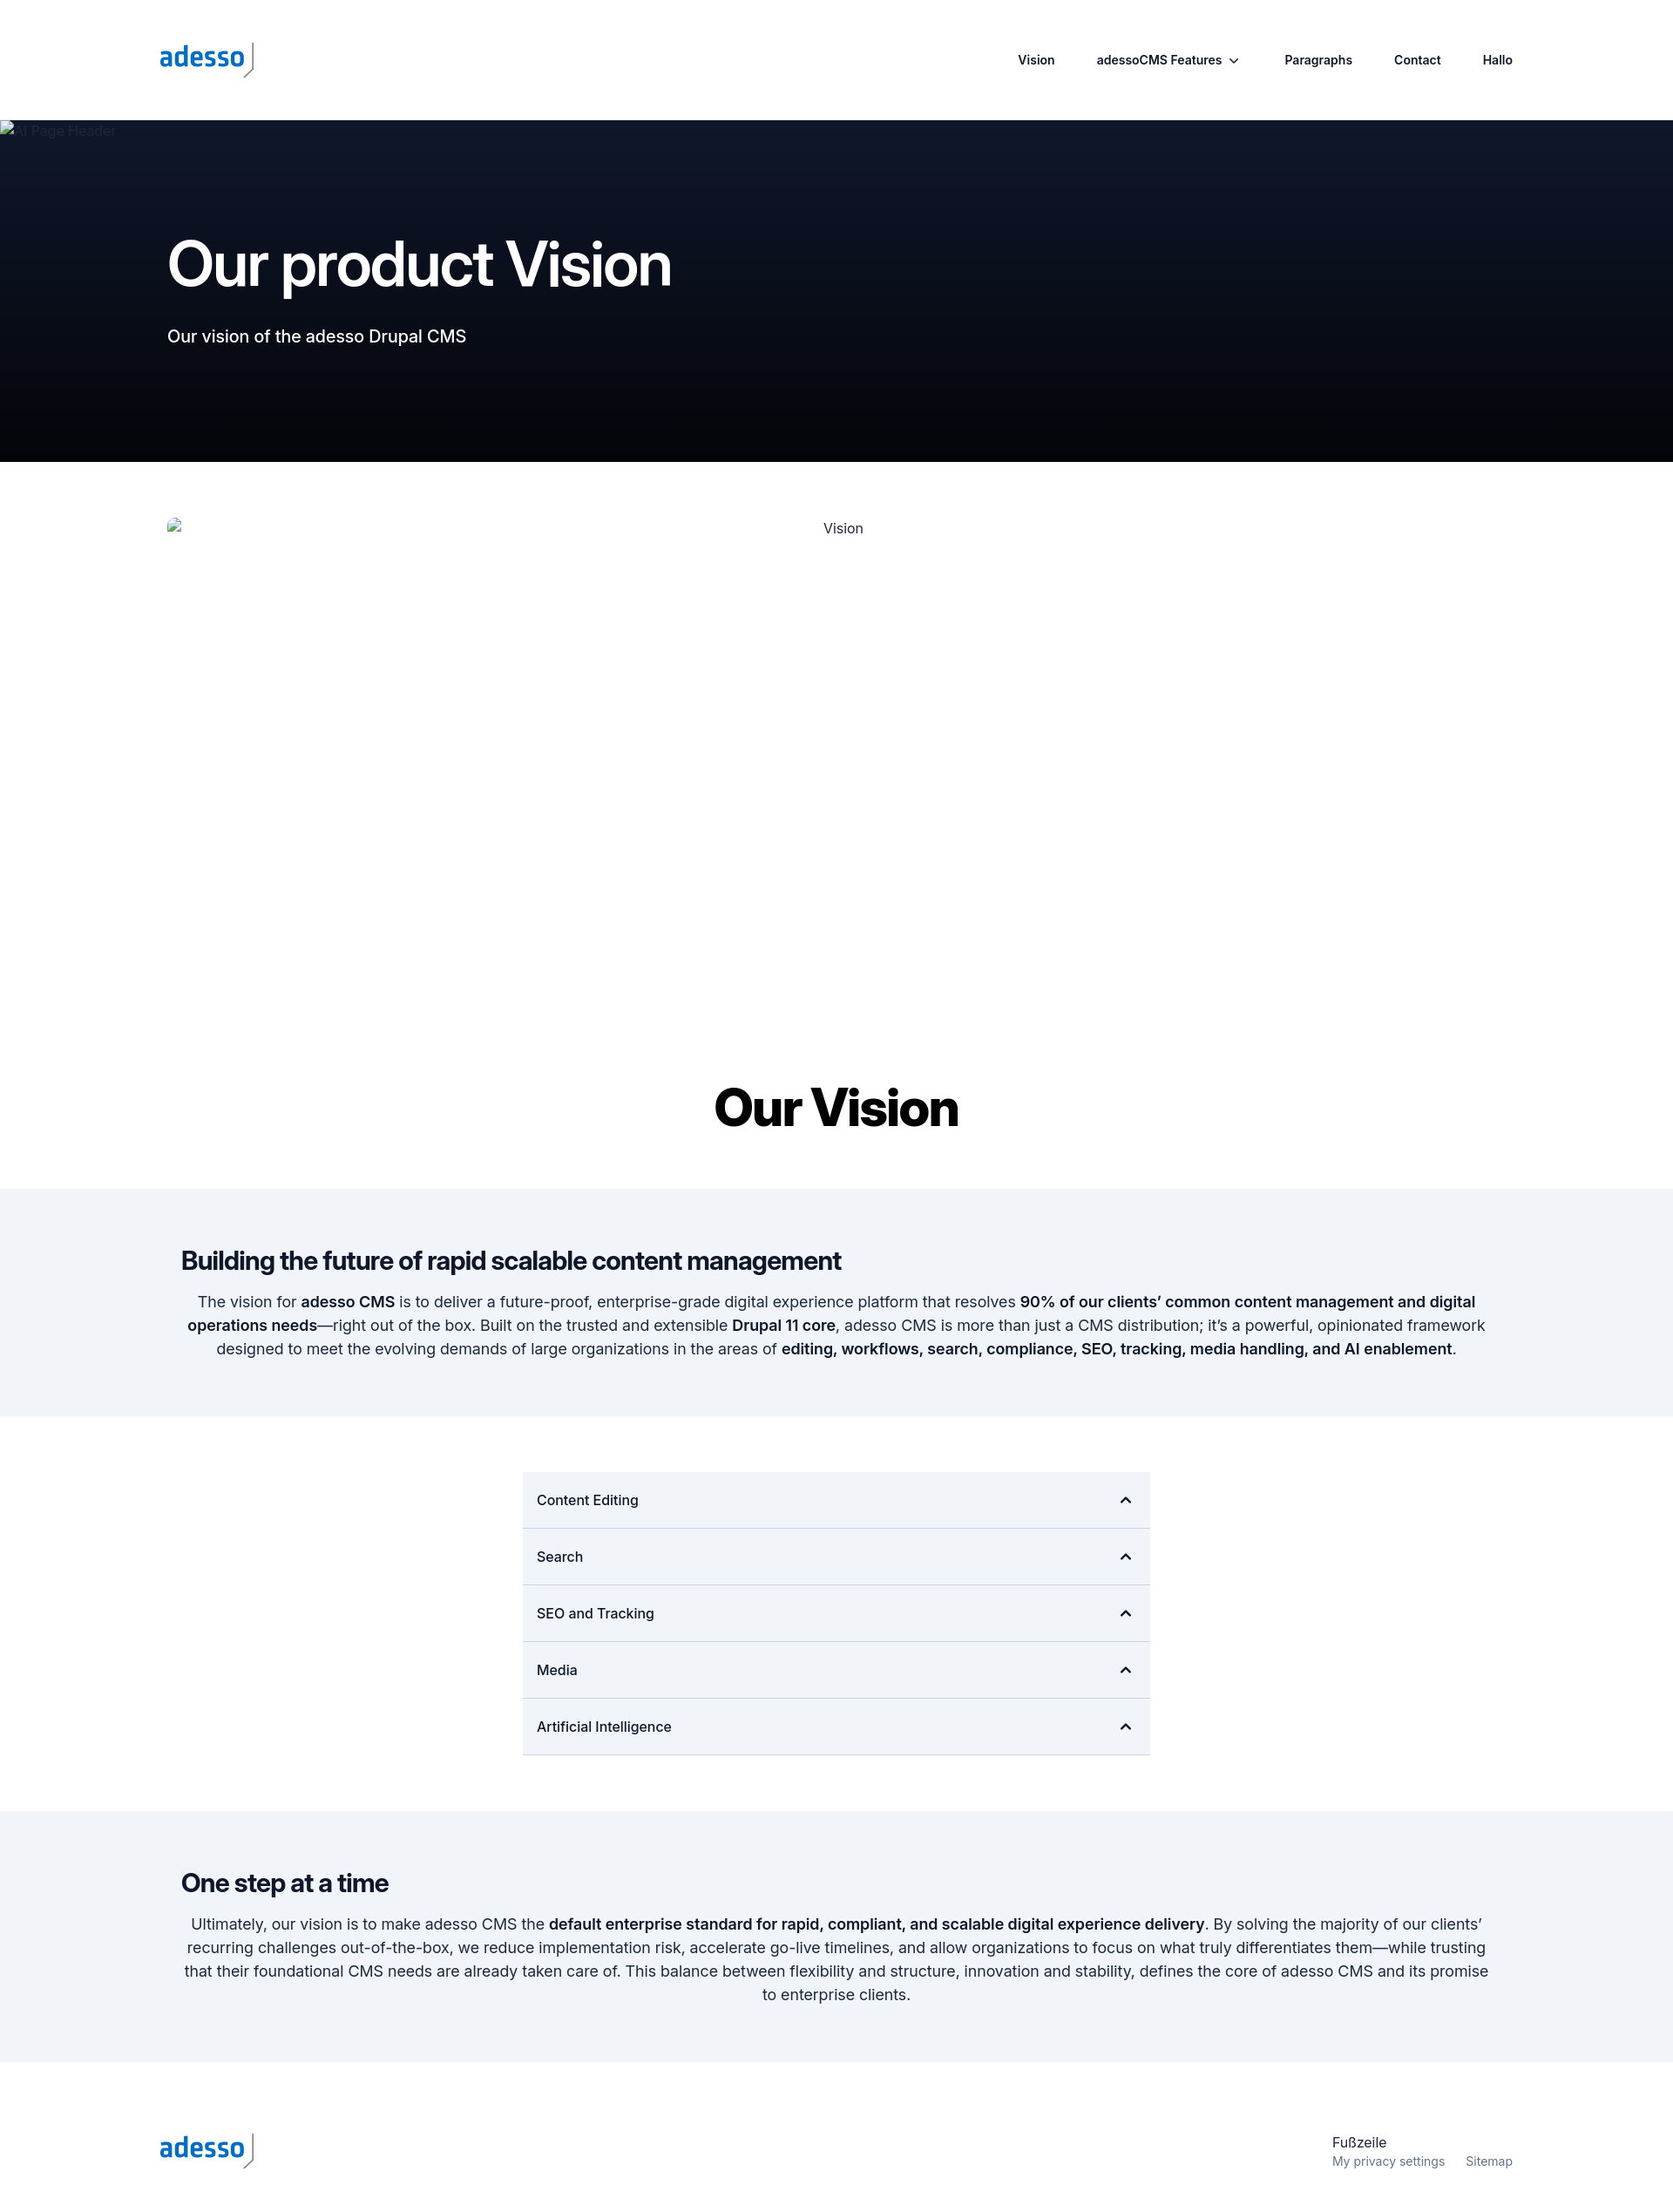 adesso
Vision
adessoCMS Features
Paragraphs
Contact
Hallo
AI Page Header
Our product Vision
Our vision of the adesso Drupal CMS
Vision
Our Vision
Building the future of rapid scalable content management
The vision for adesso CMS is to deliver a future-proof, enterprise-grade digital experience platform that resolves 90% of our clients’ common content management and digital
operations needs—right out of the box. Built on the trusted and extensible Drupal 11 core, adesso CMS is more than just a CMS distribution; it’s a powerful, opinionated framework
designed to meet the evolving demands of large organizations in the areas of editing, workflows, search, compliance, SEO, tracking, media handling, and AI enablement.
Content Editing
Search
SEO and Tracking
Media
Artificial Intelligence
One step at a time
Ultimately, our vision is to make adesso CMS the default enterprise standard for rapid, compliant, and scalable digital experience delivery. By solving the majority of our clients’
recurring challenges out-of-the-box, we reduce implementation risk, accelerate go-live timelines, and allow organizations to focus on what truly differentiates them—while trusting
that their foundational CMS needs are already taken care of. This balance between flexibility and structure, innovation and stability, defines the core of adesso CMS and its promise
to enterprise clients.
adesso
Fußzeile
My privacy settings
Sitemap